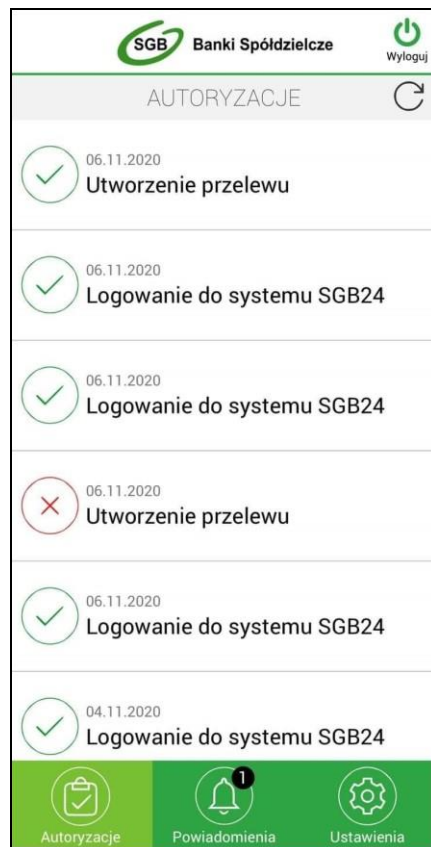 SGB Banki Spółdzielcze
Wyloguj
AUTORYZACJE
06.11.2020
Utworzenie przelewu
06.11.2020
Logowanie do systemu SGB24
06.11.2020
Logowanie do systemu SGB24
06.11.2020
Utworzenie przelewu
06.11.2020
Logowanie do systemu SGB24
04.11.2020
Logowanie do systemu SGB24
1
Autoryzacje Powiadomienia Ustawienia